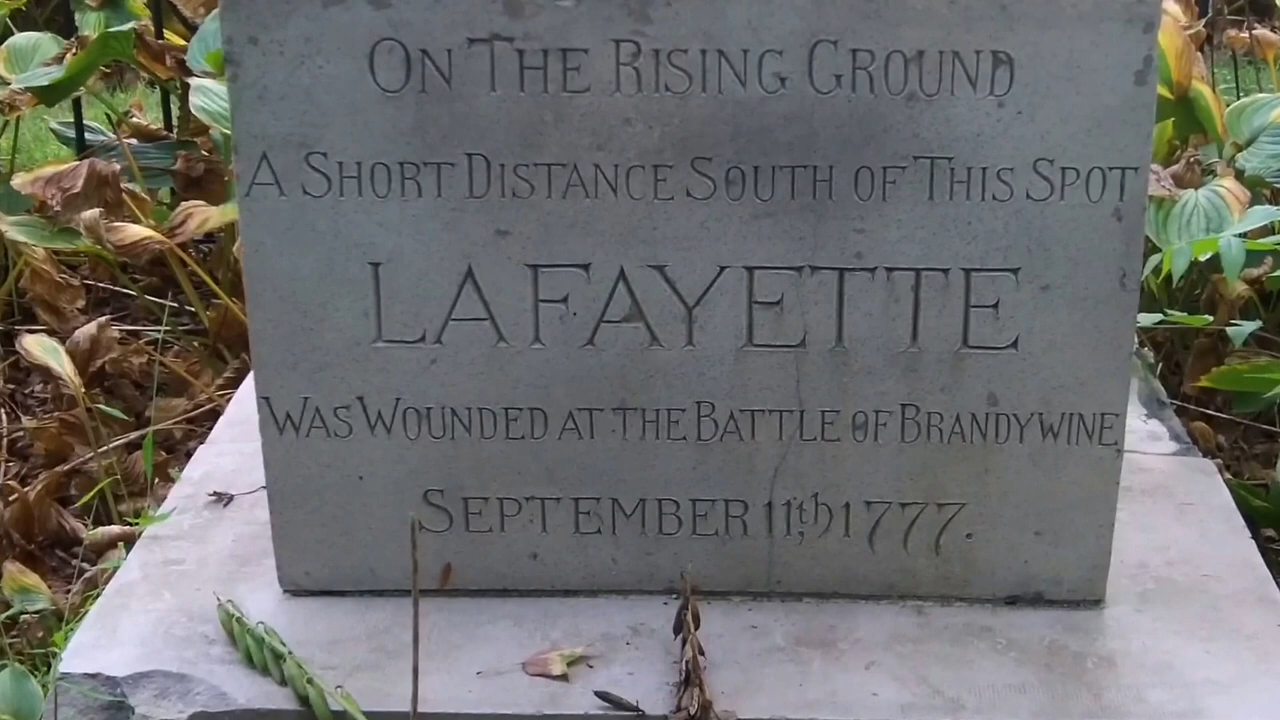 On The Rising Ground
A Short Distance South of This Spot
LAFAYETTE
Was Wounded at the Battle of Brandywine
September 11th, 1777.